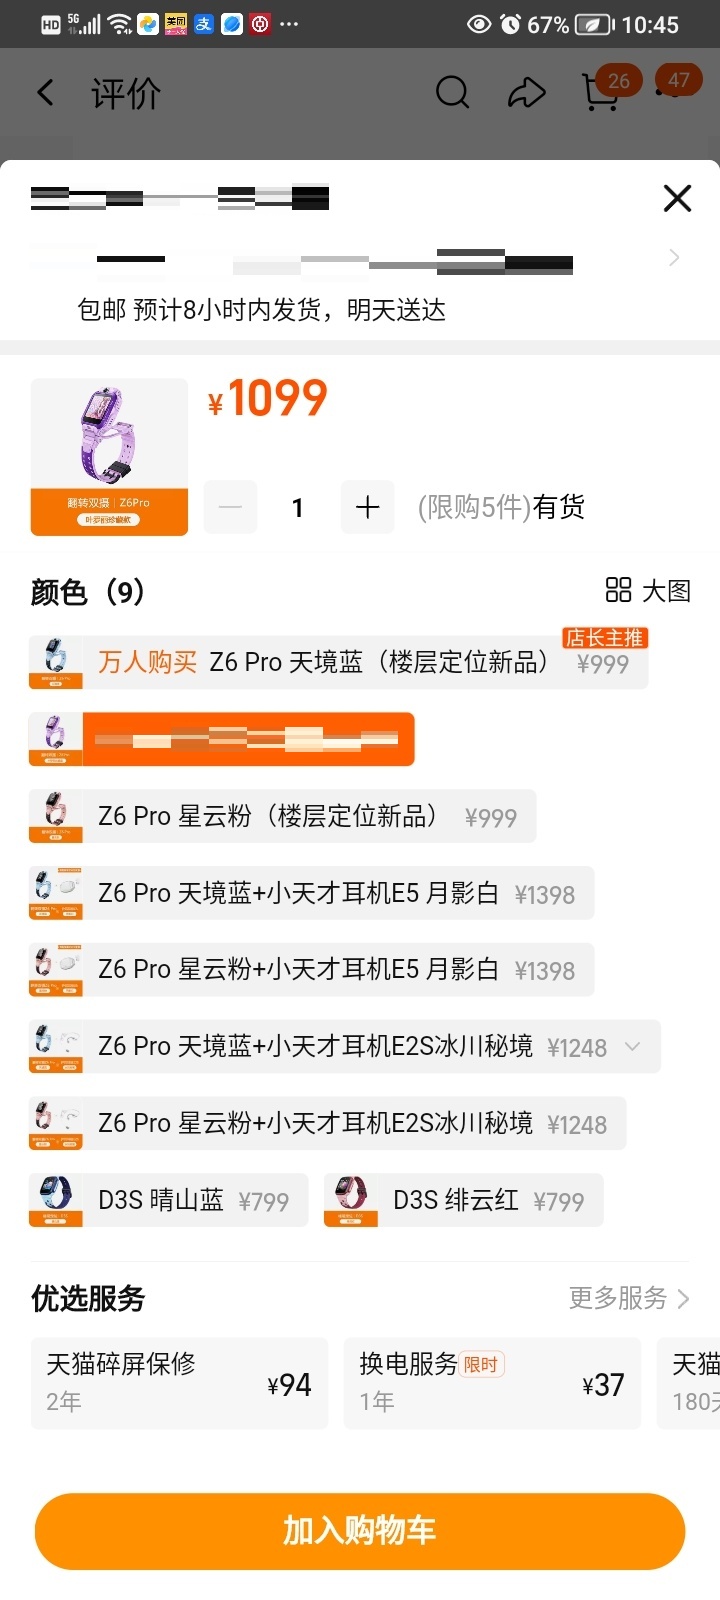 HD 5G 67% 10:45
评价 26 47
包邮 预计8小时内发货，明天送达
¥1099
翻转双摄 | Z6Pro
叶罗丽珍藏款
1 (限购5件)有货
颜色（9） 大图
店长主推
万人购买 Z6 Pro 天境蓝（楼层定位新品） ¥999
Z6 Pro 星云粉（楼层定位新品） ¥999
Z6 Pro 天境蓝+小天才耳机E5 月影白 ¥1398
Z6 Pro 星云粉+小天才耳机E5 月影白 ¥1398
Z6 Pro 天境蓝+小天才耳机E2S冰川秘境 ¥1248
Z6 Pro 星云粉+小天才耳机E2S冰川秘境 ¥1248
D3S 晴山蓝 ¥799 D3S 绯云红 ¥799
优选服务 更多服务
天猫碎屏保修 ¥94 换电服务 限时 ¥37 天猫
2年 1年 180天
加入购物车